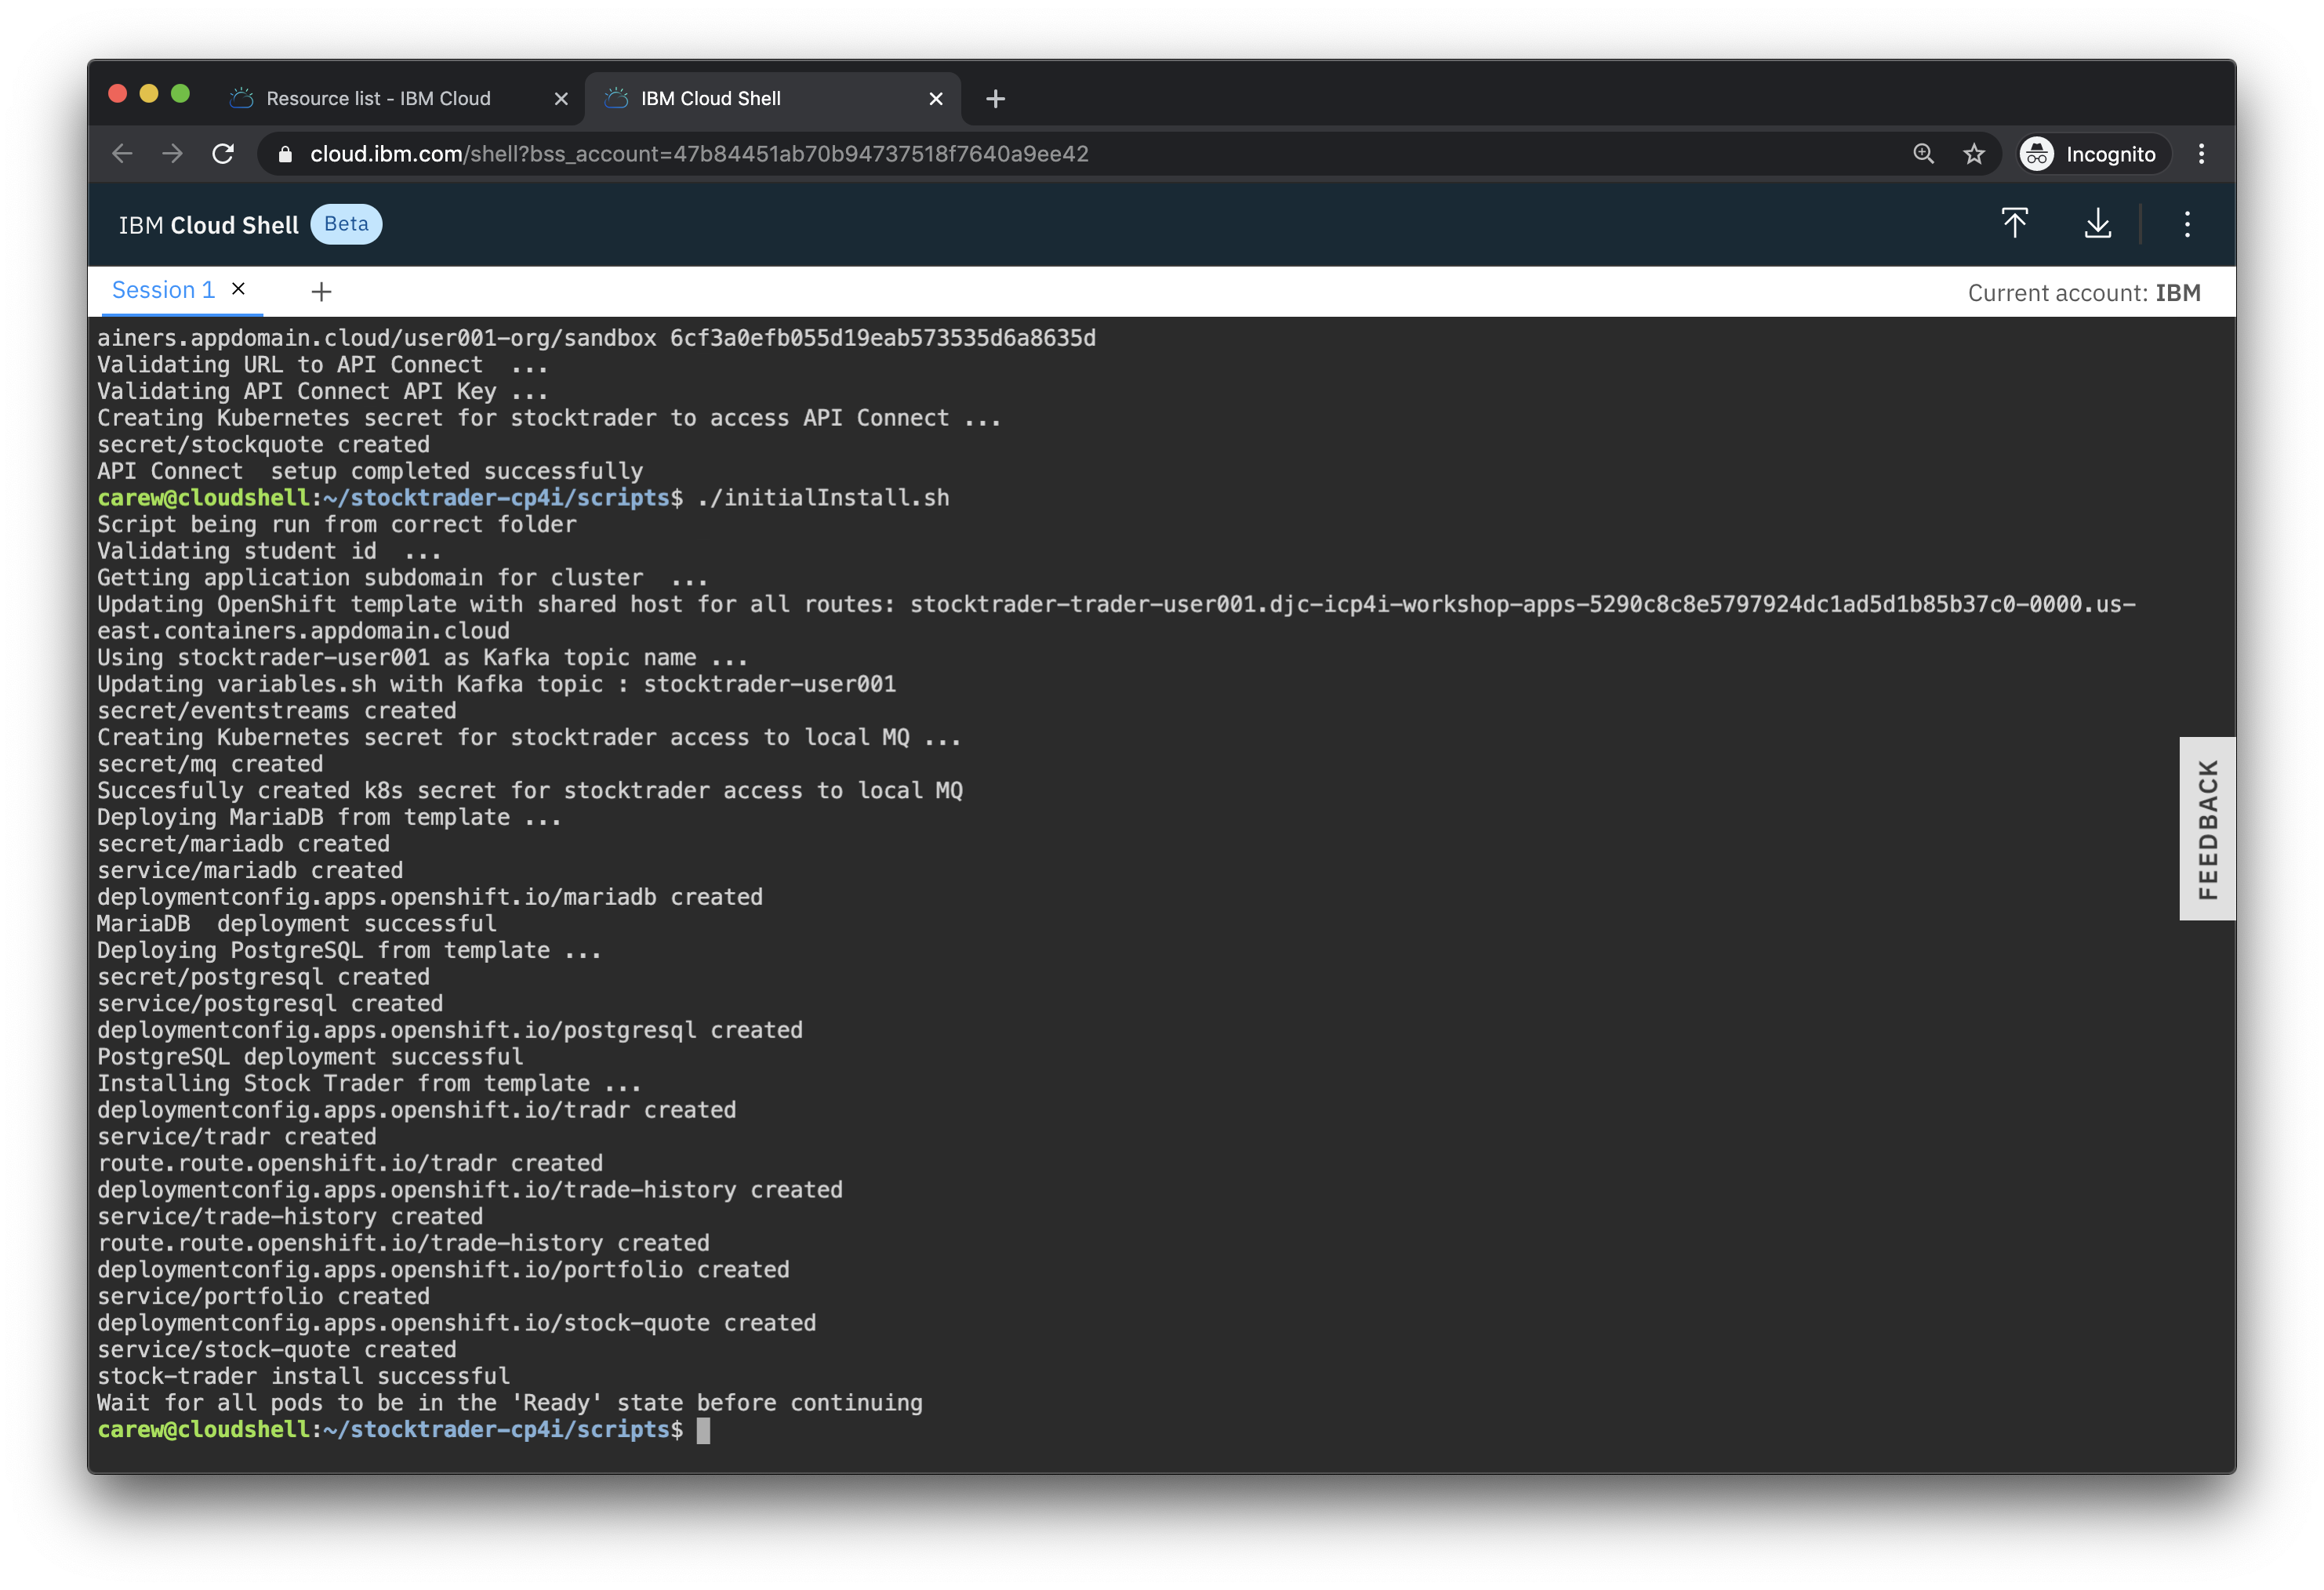 Resource list - IBM Cloud
IBM Cloud Shell
cloud.ibm.com/shell?bss_account=47b84451ab70b94737518f7640a9ee42
Incognito
IBM Cloud Shell Beta
Session 1
Current account: IBM
ainers.appdomain.cloud/user001-org/sandbox 6cf3a0efb055d19eab573535d6a8635d
Validating URL to API Connect  ...
Validating API Connect API Key ...
Creating Kubernetes secret for stocktrader to access API Connect ...
secret/stockquote created
API Connect  setup completed successfully
carew@cloudshell:~/stocktrader-cp4i/scripts$ ./initialInstall.sh
Script being run from correct folder
Validating student id  ...
Getting application subdomain for cluster  ...
Updating OpenShift template with shared host for all routes: stocktrader-trader-user001.djc-icp4i-workshop-apps-5290c8c8e5797924dc1ad5d1b85b37c0-0000.us-
east.containers.appdomain.cloud
Using stocktrader-user001 as Kafka topic name ...
Updating variables.sh with Kafka topic : stocktrader-user001
secret/eventstreams created
Creating Kubernetes secret for stocktrader access to local MQ ...
secret/mq created
Succesfully created k8s secret for stocktrader access to local MQ
Deploying MariaDB from template ...
secret/mariadb created
service/mariadb created
deploymentconfig.apps.openshift.io/mariadb created
MariaDB  deployment successful
Deploying PostgreSQL from template ...
secret/postgresql created
service/postgresql created
deploymentconfig.apps.openshift.io/postgresql created
PostgreSQL deployment successful
Installing Stock Trader from template ...
deploymentconfig.apps.openshift.io/tradr created
service/tradr created
route.route.openshift.io/tradr created
deploymentconfig.apps.openshift.io/trade-history created
service/trade-history created
route.route.openshift.io/trade-history created
deploymentconfig.apps.openshift.io/portfolio created
service/portfolio created
deploymentconfig.apps.openshift.io/stock-quote created
service/stock-quote created
stock-trader install successful
Wait for all pods to be in the 'Ready' state before continuing
carew@cloudshell:~/stocktrader-cp4i/scripts$
FEEDBACK